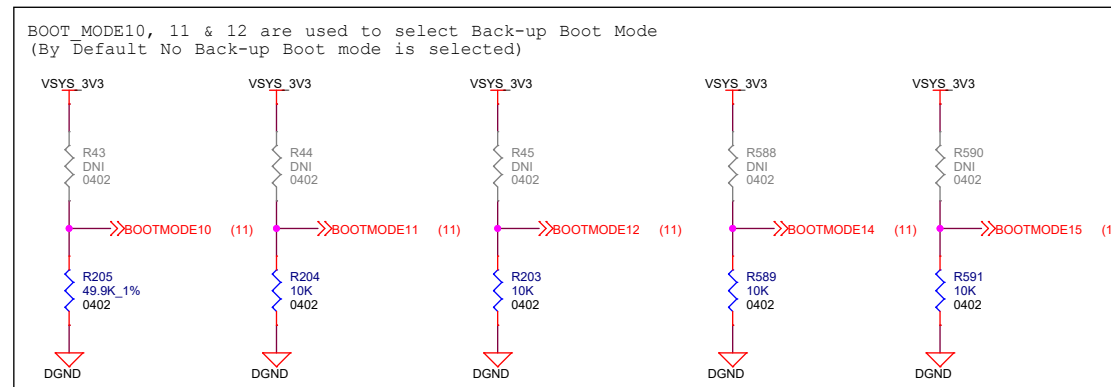 BOOT_MODE10, 11 & 12 are used to select Back-up Boot Mode
(By Default No Back-up Boot mode is selected)
VSYS_3V3 VSYS_3V3 VSYS_3V3 VSYS_3V3 VSYS_3V3
R43 R44 R45 R588 R590
DNI DNI DNI DNI DNI
0402 0402 0402 0402 0402
BOOTMODE10 (11) BOOTMODE11 (11) BOOTMODE12 (11) BOOTMODE14 (11) BOOTMODE15 (1
R205 R204 R203 R589 R591
49.9K_1% 10K 10K 10K 10K
0402 0402 0402 0402 0402
DGND DGND DGND DGND DGND